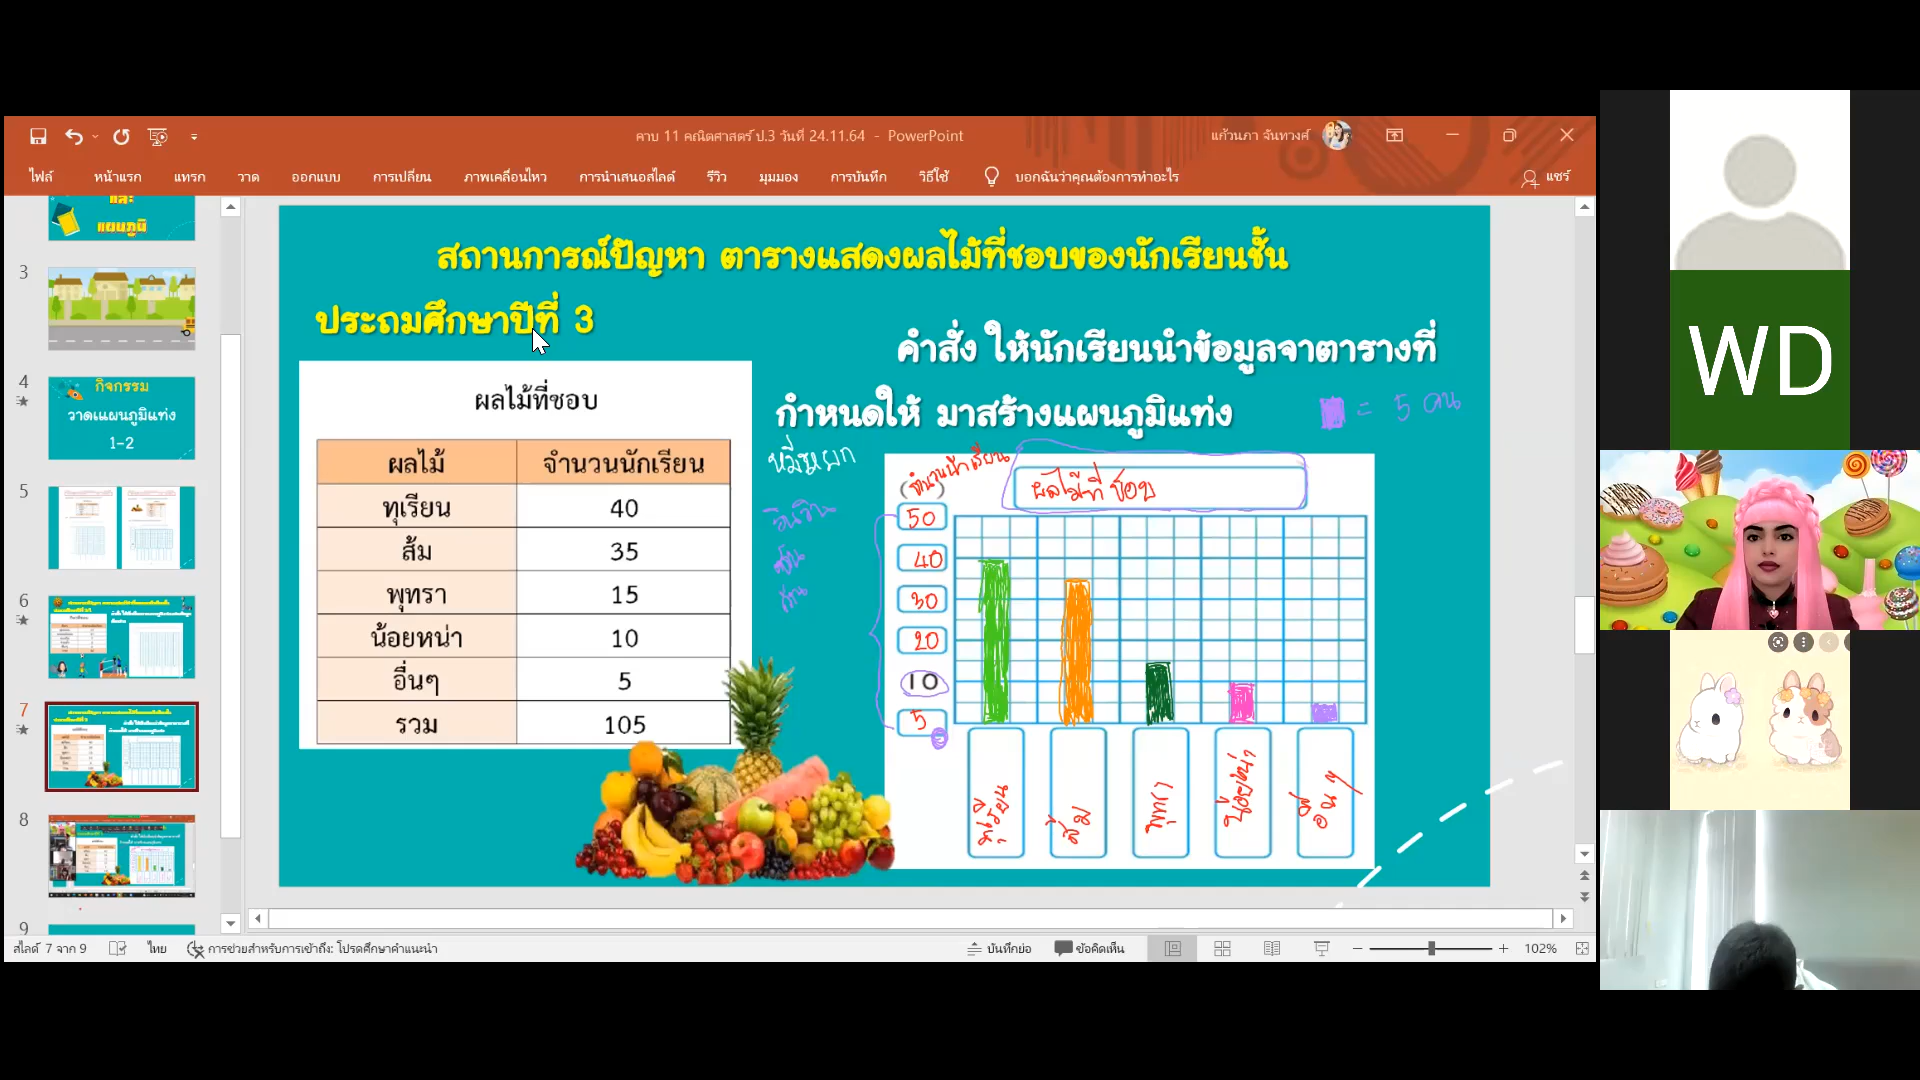 คาบ 11 คณิตศาสตร์ ป.3 วันที่ 24.11.64 - PowerPoint
แก้วนภา จันทวงศ์
ไฟล์ หน้าแรก แทรก วาด ออกแบบ การเปลี่ยน ภาพเคลื่อนไหว การนำเสนอสไลด์ รีวิว มุมมอง การบันทึก วิธีใช้ บอกฉันว่าคุณต้องการทำอะไร แชร์
และ
แผนภูมิ
3
4
กิจกรรม
วาดแผนภูมิแท่ง
1-2
5
6
7
8
9
สถานการณ์ปัญหา ตารางแสดงผลไม้ที่ชอบของนักเรียนชั้น
ประถมศึกษาปีที่ 3
คำสั่ง ให้นักเรียนนำข้อมูลจาตารางที่
กำหนดให้ มาสร้างแผนภูมิแท่ง
= 5 คน
ผลไม้ที่ชอบ
ผลไม้ จำนวนนักเรียน
ทุเรียน 40
ส้ม 35
พุทรา 15
น้อยหน่า 10
อื่นๆ 5
รวม 105
จำนวนนักเรียน
ผลไม้ที่ชอบ
50
40
30
20
10
5
ทุเรียน ส้ม พุทรา น้อยหน่า อื่นๆ
WD
สไลด์ 7 จาก 9 ไทย การช่วยสำหรับการเข้าถึง: โปรดศึกษาคำแนะนำ บันทึกย่อ ข้อคิดเห็น 102%